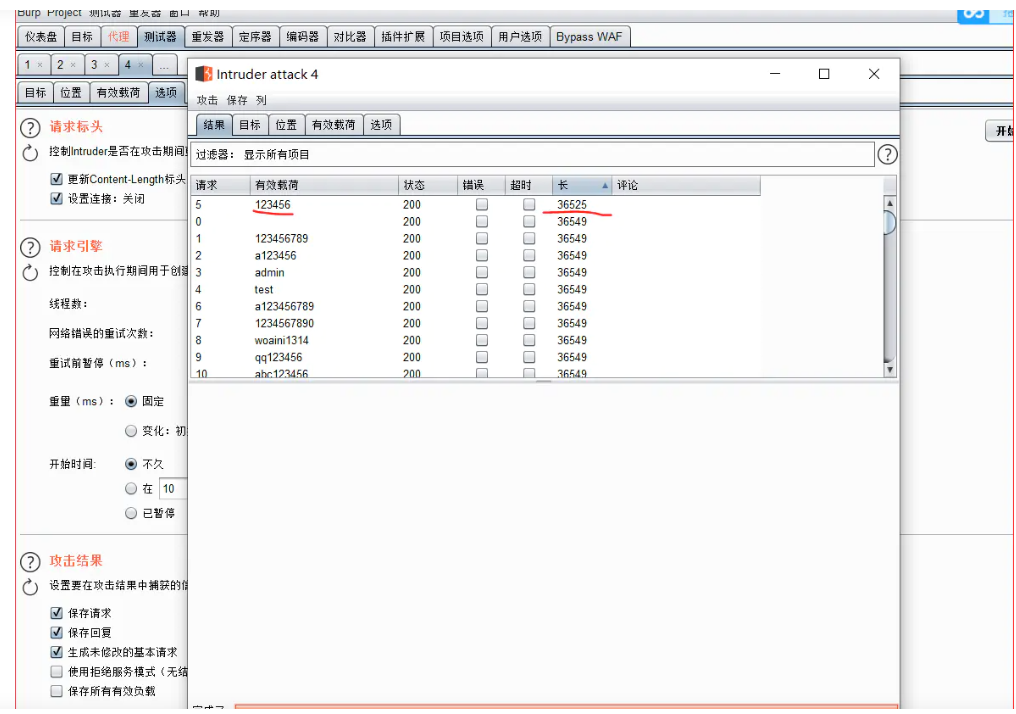 Burp Project 测试器 重发器 窗口 帮助
仪表盘 目标 代理 测试器 重发器 定序器 编码器 对比器 插件扩展 项目选项 用户选项 Bypass WAF
1 × 2 × 3 × 4 × ...
Intruder attack 4
目标 位置 有效载荷 选项
攻击 保存 列
结果 目标 位置 有效载荷 选项
请求标头
控制Intruder是否在攻击期间
过滤器: 显示所有项目
更新Content-Length标头
设置连接: 关闭
请求 有效载荷 状态 错误 超时 长 评论
5 123456 200 36525
0 200 36549
1 123456789 200 36549
2 a123456 200 36549
3 admin 200 36549
4 test 200 36549
6 a123456789 200 36549
7 1234567890 200 36549
8 woaini1314 200 36549
9 qq123456 200 36549
10 abc123456 200 36549
请求引擎
控制在攻击执行期间用于创
线程数:
网络错误的重试次数:
重试前暂停 (ms) :
重量 (ms) : 固定
变化: 初
开始时间: 不久
在 10
已暂停
攻击结果
设置要在攻击结果中捕获的
保存请求
保存回复
生成未修改的基本请求
使用拒绝服务模式 (无结
保存所有有效负载